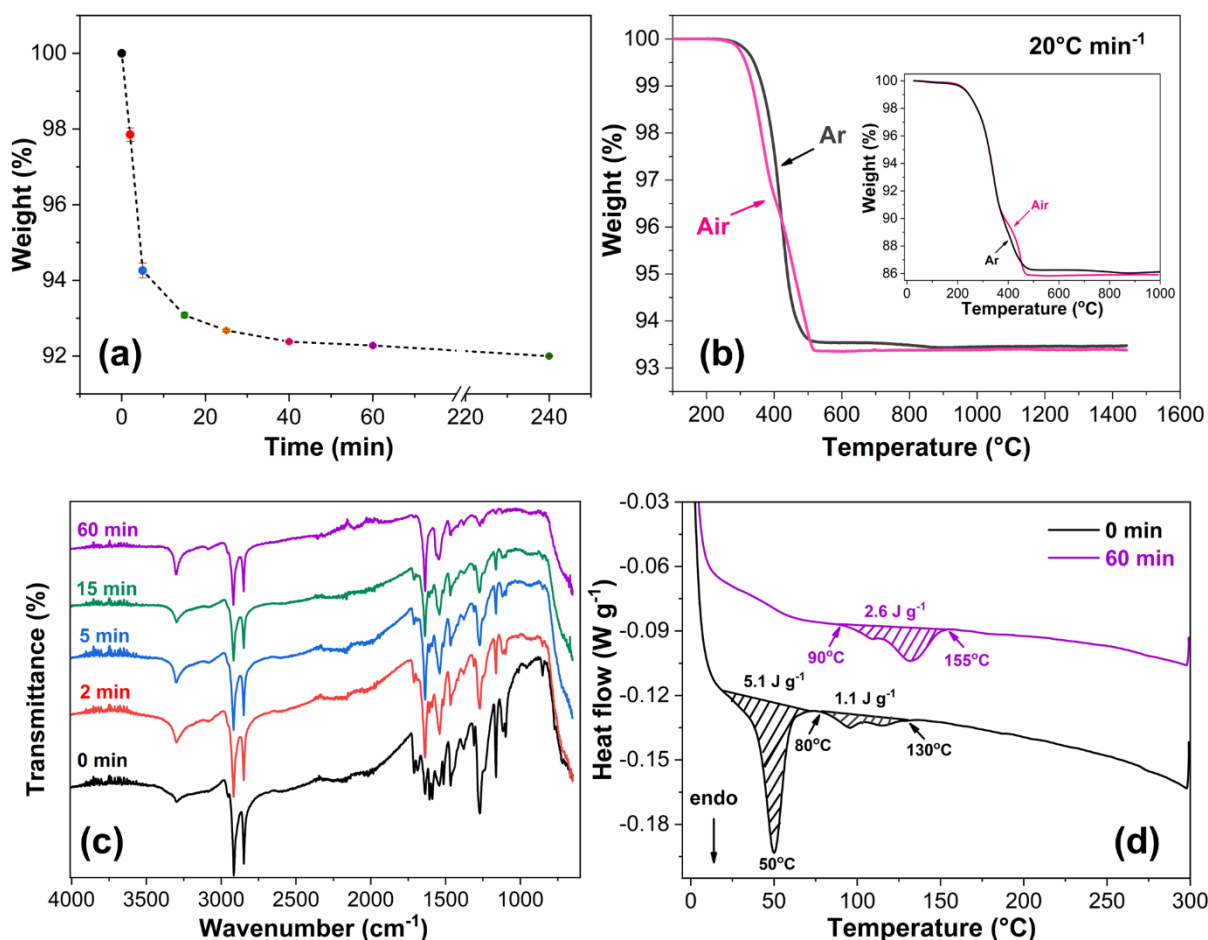 100
98
96
94
92
Weight (%)
(a)
0
20
40
60
220
240
Time (min)
100
99
98
97
96
95
94
93
Weight (%)
20°C min⁻¹
Ar
Air
(b)
200
400
600
800
1000
1200
1400
1600
Temperature (°C)
100
98
96
94
92
90
88
86
Weight (%)
Air
Ar
0
200
400
600
800
1000
Temperature (°C)
60 min
15 min
5 min
2 min
0 min
Transmittance (%)
(c)
4000
3500
3000
2500
2000
1500
1000
Wavenumber (cm⁻¹)
-0.03
-0.06
-0.09
-0.12
-0.15
-0.18
Heat flow (W g⁻¹)
0 min
60 min
2.6 J g⁻¹
90°C
155°C
5.1 J g⁻¹
1.1 J g⁻¹
80°C
130°C
endo
50°C
(d)
0
50
100
150
200
250
300
Temperature (°C)